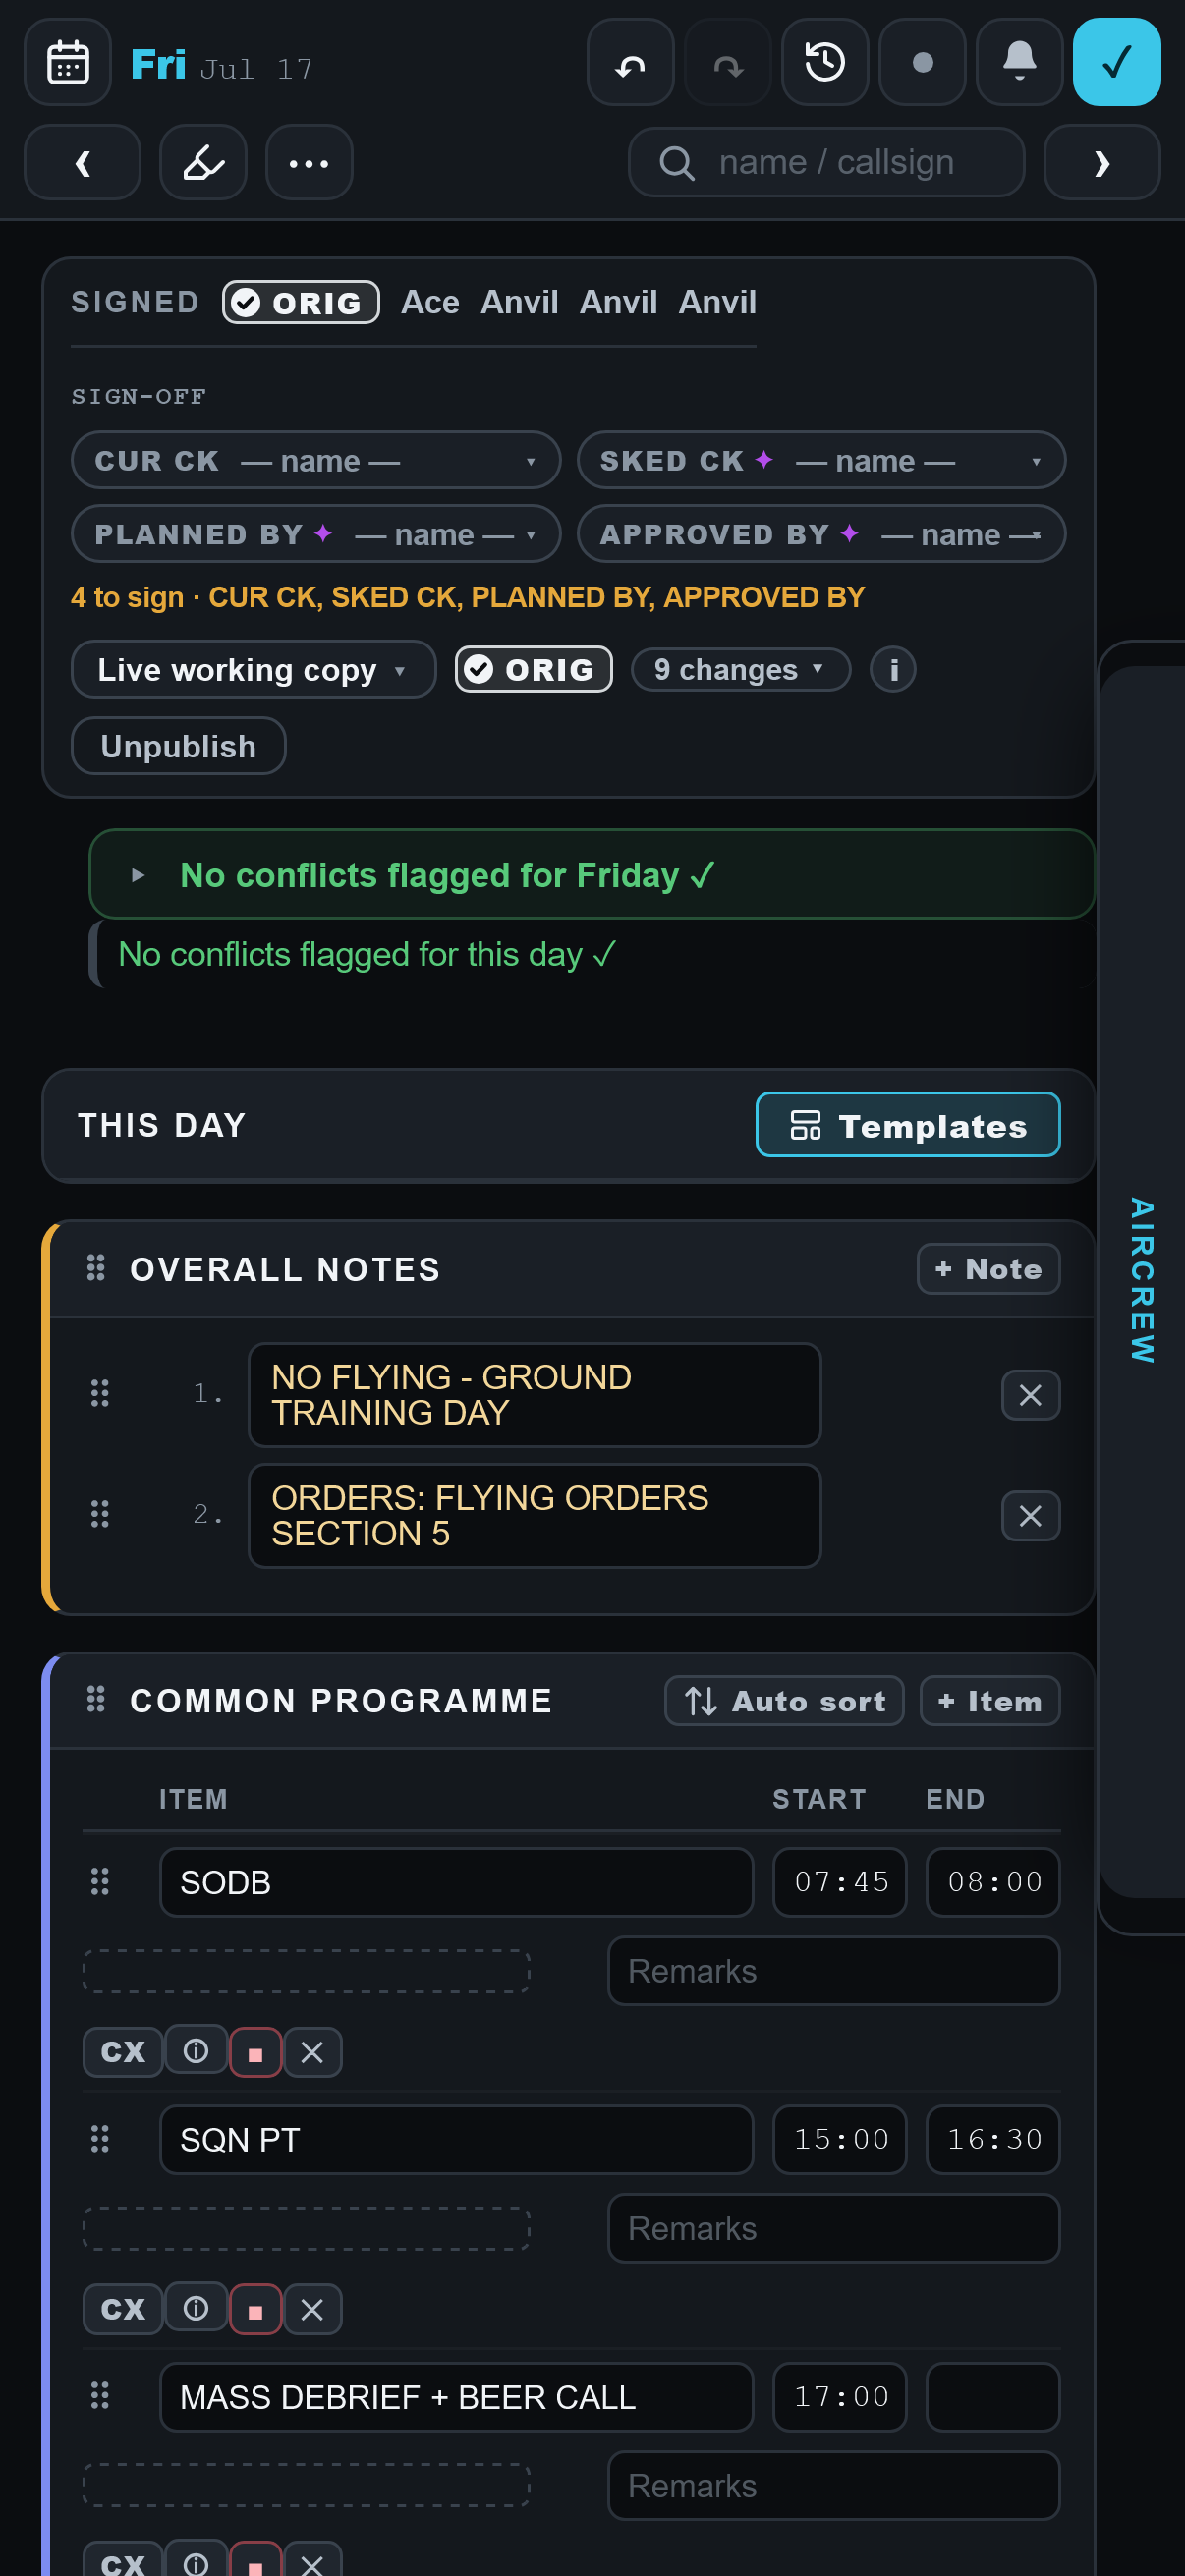 Fri Jul 17
name / callsign
SIGNED ORIG Ace Anvil Anvil Anvil
SIGN-OFF
CUR CK — name —
SKED CK — name —
PLANNED BY — name —
APPROVED BY — name —
4 to sign · CUR CK, SKED CK, PLANNED BY, APPROVED BY
Live working copy ORIG 9 changes i
Unpublish
No conflicts flagged for Friday ✓
No conflicts flagged for this day ✓
THIS DAY Templates
AIRCREW
OVERALL NOTES + Note
1. NO FLYING - GROUND
TRAINING DAY
2. ORDERS: FLYING ORDERS
SECTION 5
COMMON PROGRAMME Auto sort + Item
ITEM START END
SODB 07:45 08:00
Remarks
CX
SQN PT 15:00 16:30
Remarks
CX
MASS DEBRIEF + BEER CALL 17:00
Remarks
CX